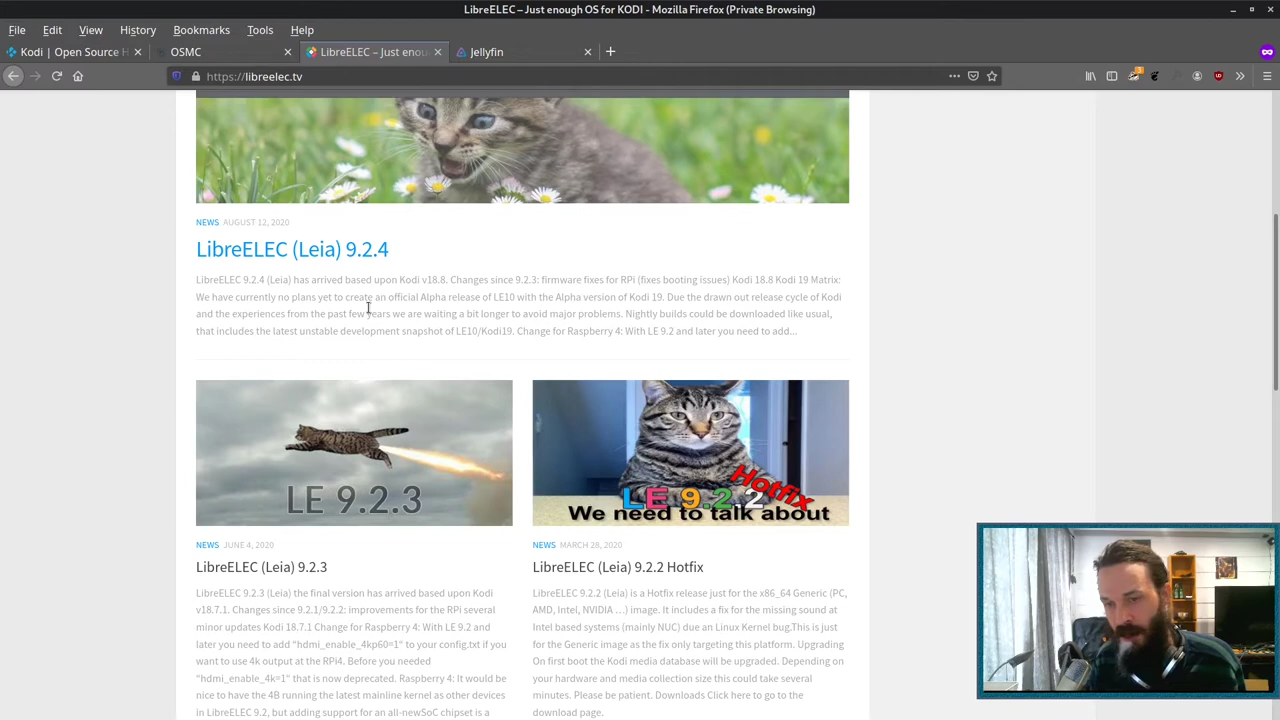 LibreELEC – Just enough OS for KODI - Mozilla Firefox (Private Browsing)
File Edit View History Tools Help
Kodi | Open Source H
OSMC
LibreELEC – Just enou
Jellyfin
https://libreelec.tv
NEWS AUGUST 12, 2020
LibreELEC (Leia) 9.2.4
LibreELEC 9.2.4 (Leia) has arrived based upon Kodi v18.8. Changes since 9.2.3: firmware fixes for RPi (fixes booting issues) Kodi 18.8 Kodi 19 Matrix:
We have currently no plans yet to create an official Alpha release of LE10 with the Alpha version of Kodi 19. Due the drawn out release cycle of Kodi
and the experiences from the past few years we are waiting a bit longer to avoid major problems. Nightly builds could be downloaded like usual,
that includes the latest unstable development snapshot of LE10/Kodi19. Change for Raspberry 4: With LE 9.2 and later you need to add...
LE 9.2.3
LE 9.2.2
Hotfix
We need to talk about
NEWS JUNE 4, 2020
LibreELEC (Leia) 9.2.3
LibreELEC 9.2.3 (Leia) the final version has arrived based upon Kodi
v18.7.1. Changes since 9.2.1/9.2.2: improvements for the RPi several
minor updates Kodi 18.7.1 Change for Raspberry 4: With LE 9.2 and
later you need to add “hdmi_enable_4kp60=1” to your config.txt if you
want to use 4k output at the RPi4. Before you needed
“hdmi_enable_4k=1” that is now deprecated. Raspberry 4: It would be
nice to have the 4B running the latest mainline kernel as other devices
in LibreELEC 9.2, but adding support for an all-newSoC chipset is a
NEWS MARCH 28, 2020
LibreELEC (Leia) 9.2.2 Hotfix
LibreELEC 9.2.2 (Leia) is a Hotfix release just for the x86_64 Generic (PC,
AMD, Intel, NVIDIA …) image. It includes a fix for the missing sound at
Intel based systems (mainly NUC) due an Linux Kernel bug.This is just
for the Generic image as the fix only targeting this platform. Upgrading
On first boot the Kodi media database will be upgraded. Depending on
your hardware and media collection size this could take several
minutes. Please be patient. Downloads Click here to go to the
download page.